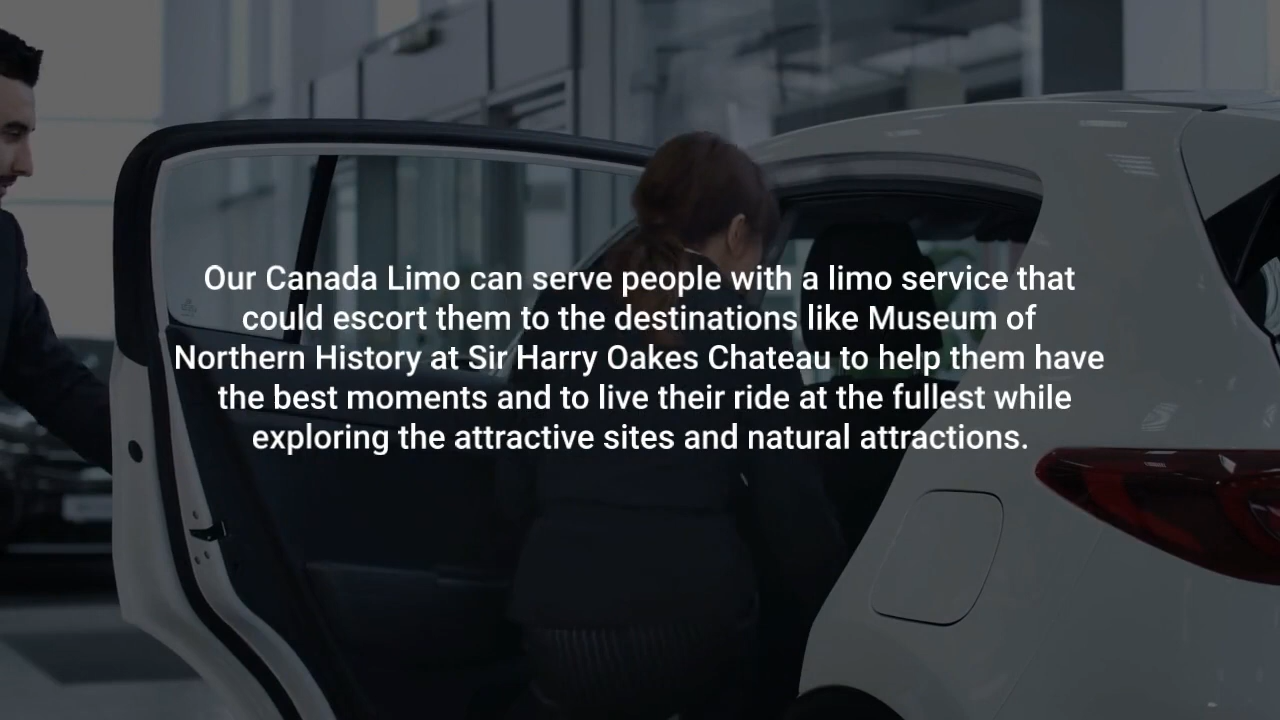 Our Canada Limo can serve people with a limo service that
could escort them to the destinations like Museum of
Northern History at Sir Harry Oakes Chateau to help them have
the best moments and to live their ride at the fullest while
exploring the attractive sites and natural attractions.